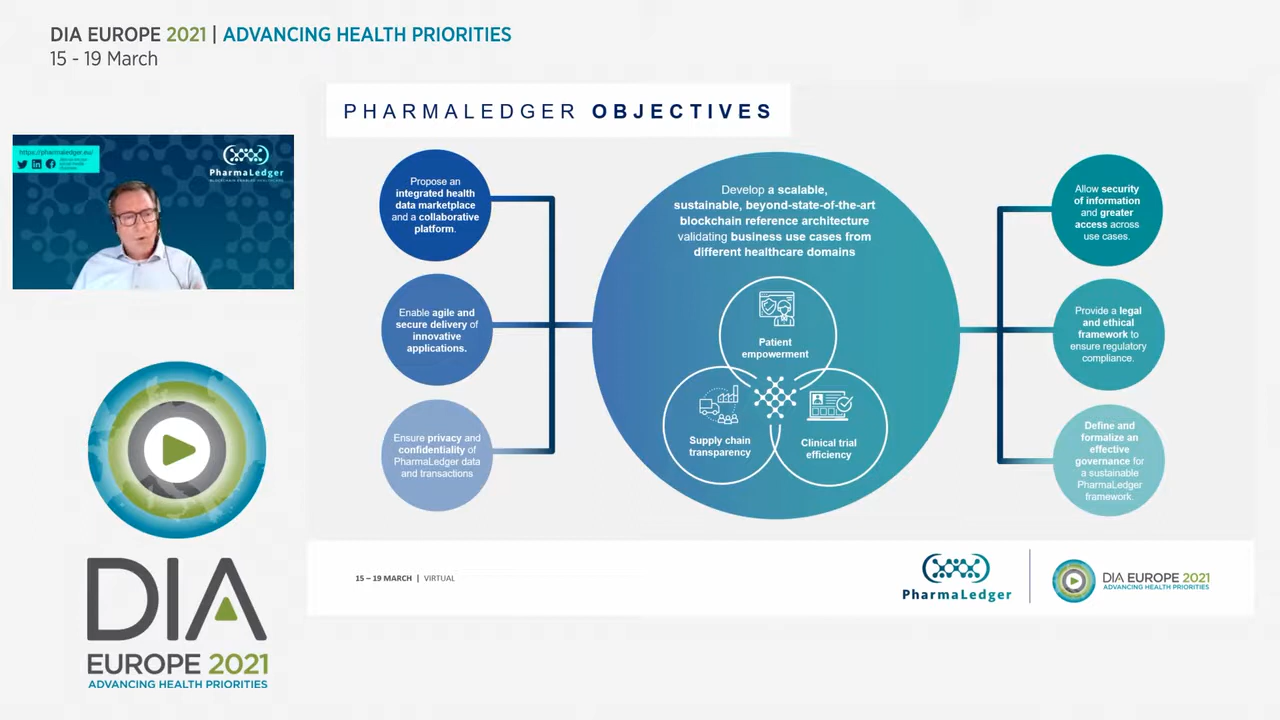 DIA EUROPE 2021 | ADVANCING HEALTH PRIORITIES
15 - 19 March
https://pharmaledger.eu/
PharmaLedger
PHARMALEDGER OBJECTIVES
Propose an
integrated health
data marketplace
and a collaborative
platform.
Enable agile and
secure delivery of
innovative
applications.
Ensure privacy and
confidentiality of
PharmaLedger data
and transactions
Develop a scalable,
sustainable, beyond-state-of-the-art
blockchain reference architecture
validating business use cases from
different healthcare domains
Patient
empowerment
Supply chain
transparency
Clinical trial
efficiency
Allow security
of information
and greater
access across
use cases.
Provide a legal
and ethical
framework to
ensure regulatory
compliance.
Define and
formalize an
effective
governance for
a sustainable
PharmaLedger
framework.
DIA
EUROPE 2021
ADVANCING HEALTH PRIORITIES
15 – 19 MARCH | VIRTUAL
PharmaLedger
DIA EUROPE 2021
ADVANCING HEALTH PRIORITIES